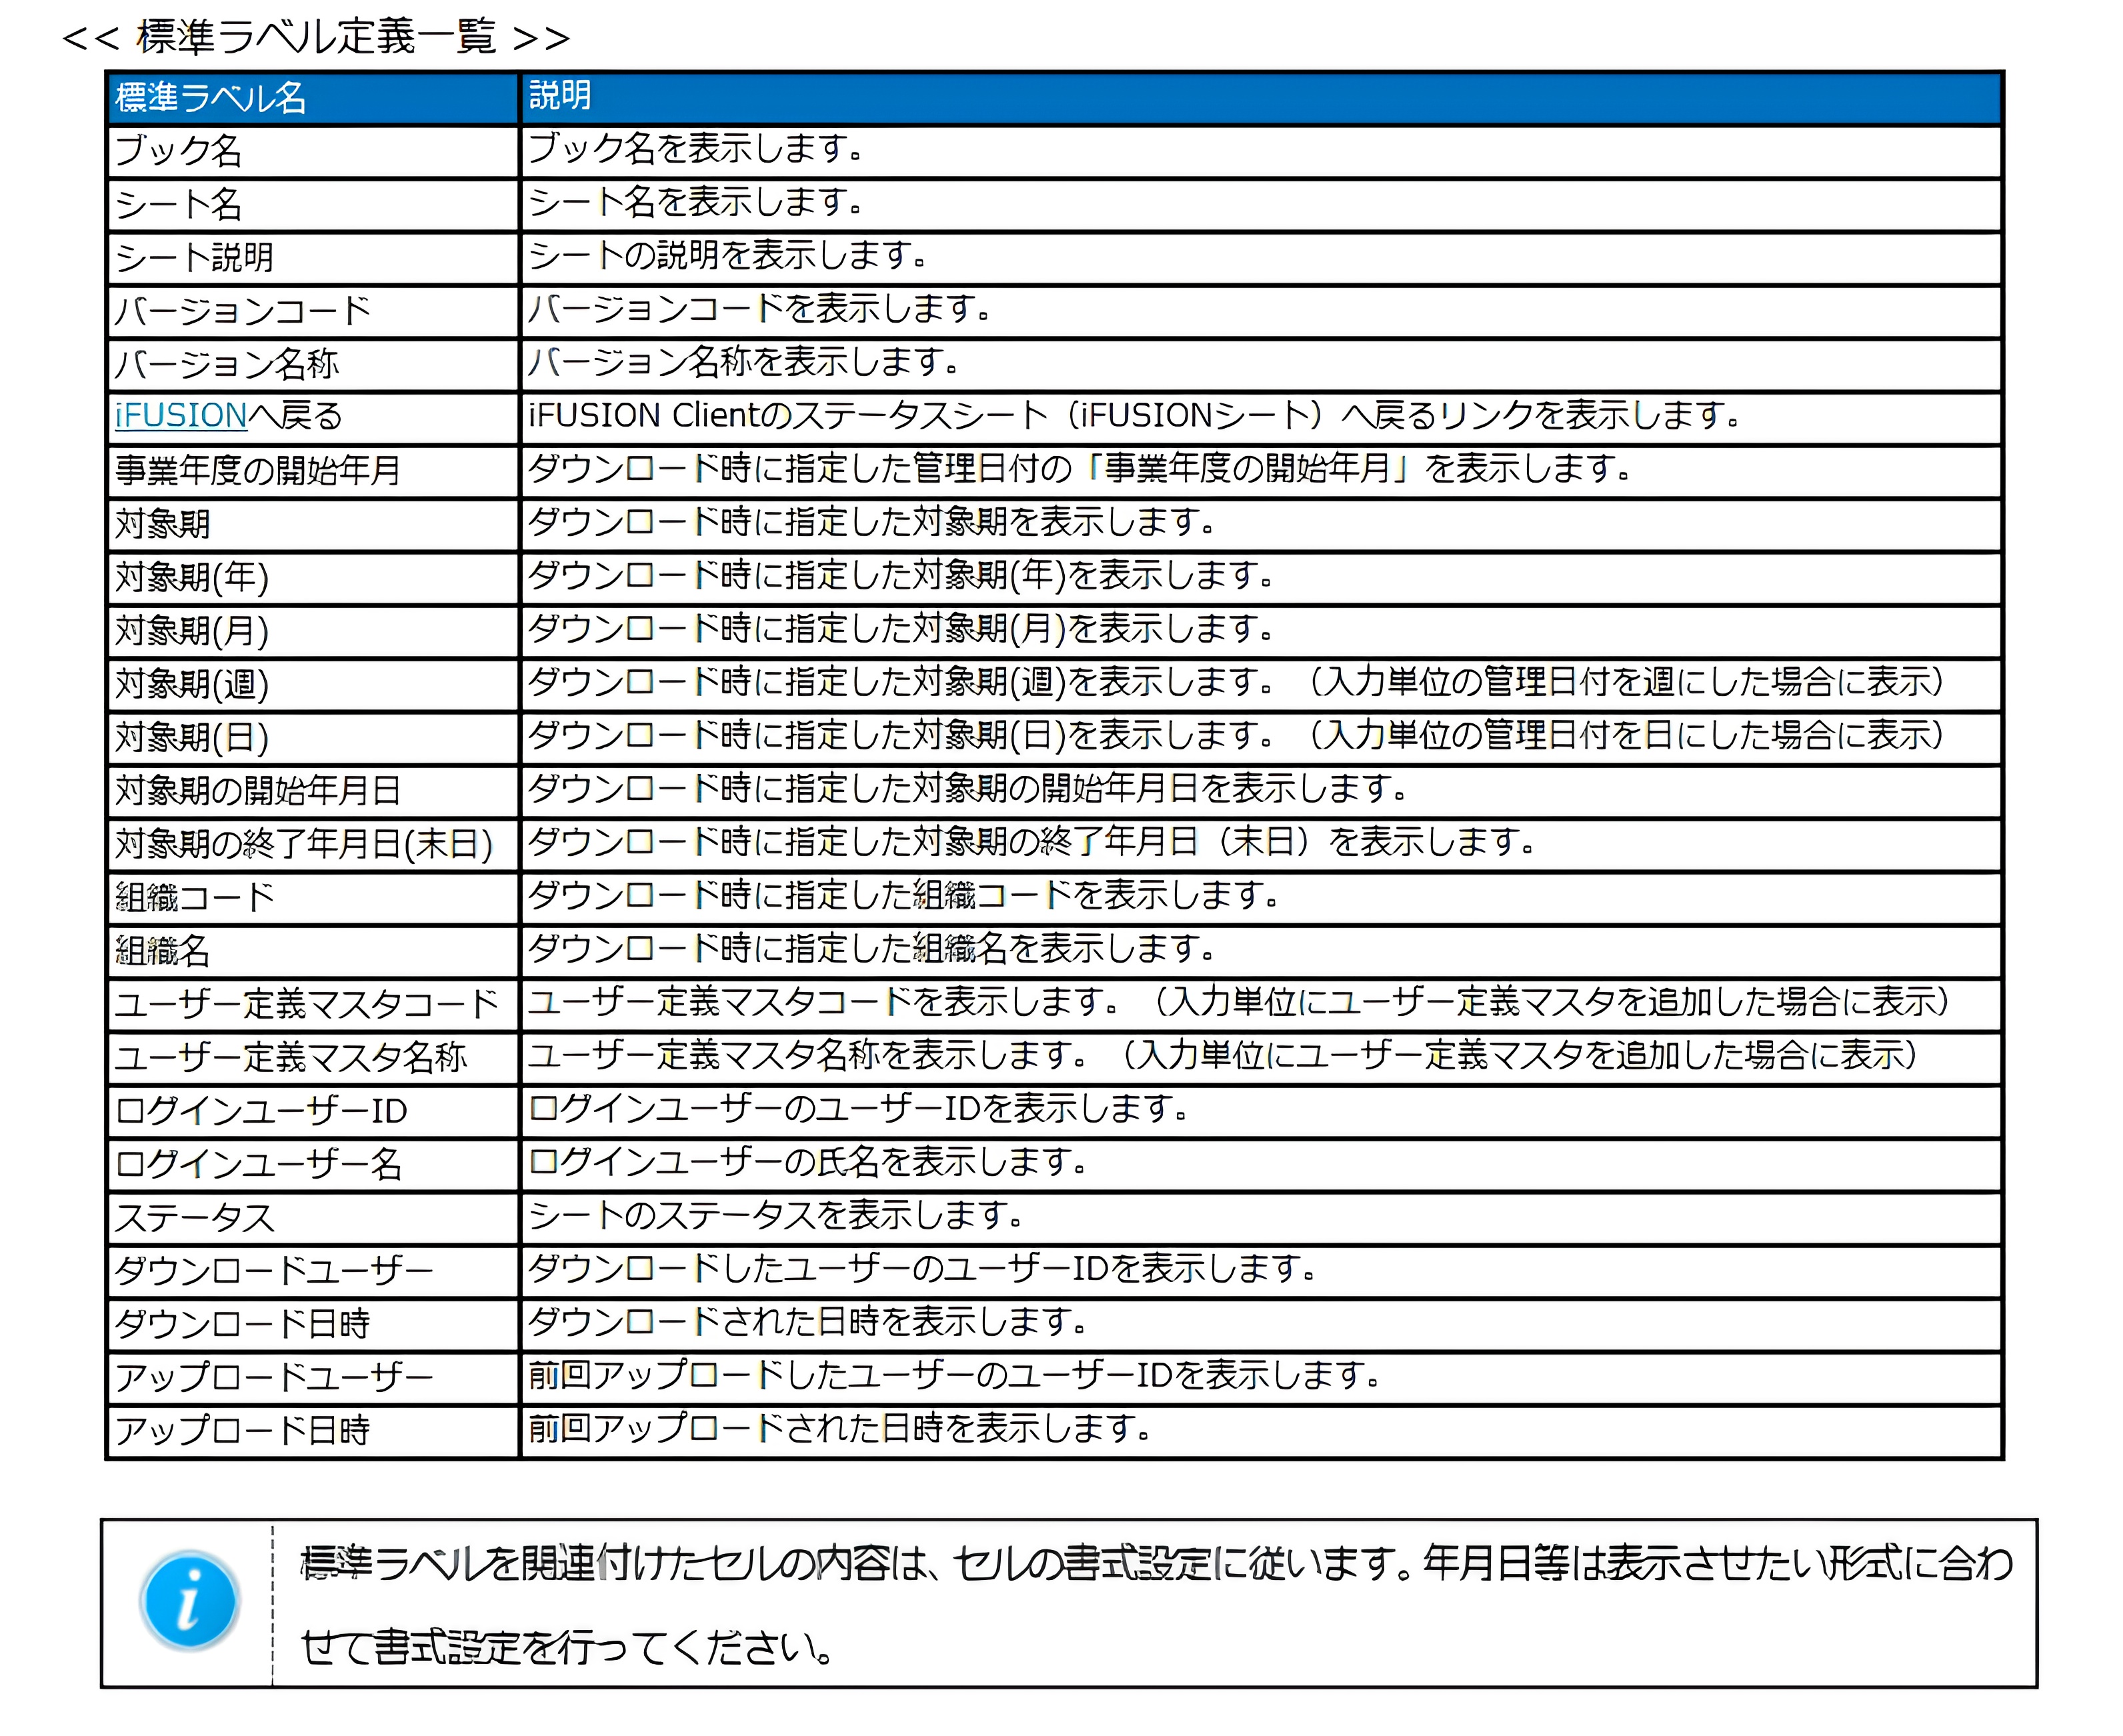 << 標準ラベル定義一覧 >>
標準ラベル名 説明
ブック名 ブック名を表示します。
シート名 シート名を表示します。
シート説明 シートの説明を表示します。
バージョンコード バージョンコードを表示します。
バージョン名称 バージョン名称を表示します。
iFUSIONへ戻る iFUSION Clientのステータスシート（iFUSIONシート）へ戻るリンクを表示します。
事業年度の開始年月 ダウンロード時に指定した管理日付の「事業年度の開始年月」を表示します。
対象期 ダウンロード時に指定した対象期を表示します。
対象期(年) ダウンロード時に指定した対象期(年)を表示します。
対象期(月) ダウンロード時に指定した対象期(月)を表示します。
対象期(週) ダウンロード時に指定した対象期(週)を表示します。（入力単位の管理日付を週にした場合に表示）
対象期(日) ダウンロード時に指定した対象期(日)を表示します。（入力単位の管理日付を日にした場合に表示）
対象期の開始年月日 ダウンロード時に指定した対象期の開始年月日を表示します。
対象期の終了年月日(末日) ダウンロード時に指定した対象期の終了年月日（末日）を表示します。
組織コード ダウンロード時に指定した組織コードを表示します。
組織名 ダウンロード時に指定した組織名を表示します。
ユーザー定義マスタコード ユーザー定義マスタコードを表示します。（入力単位にユーザー定義マスタを追加した場合に表示）
ユーザー定義マスタ名称 ユーザー定義マスタ名称を表示します。（入力単位にユーザー定義マスタを追加した場合に表示）
ログインユーザーID ログインユーザーのユーザーIDを表示します。
ログインユーザー名 ログインユーザーの氏名を表示します。
ステータス シートのステータスを表示します。
ダウンロードユーザー ダウンロードしたユーザーのユーザーIDを表示します。
ダウンロード日時 ダウンロードされた日時を表示します。
アップロードユーザー 前回アップロードしたユーザーのユーザーIDを表示します。
アップロード日時 前回アップロードされた日時を表示します。
標準ラベルを関連付けたセルの内容は、セルの書式設定に従います。年月日等は表示させたい形式に合わ
せて書式設定を行ってください。